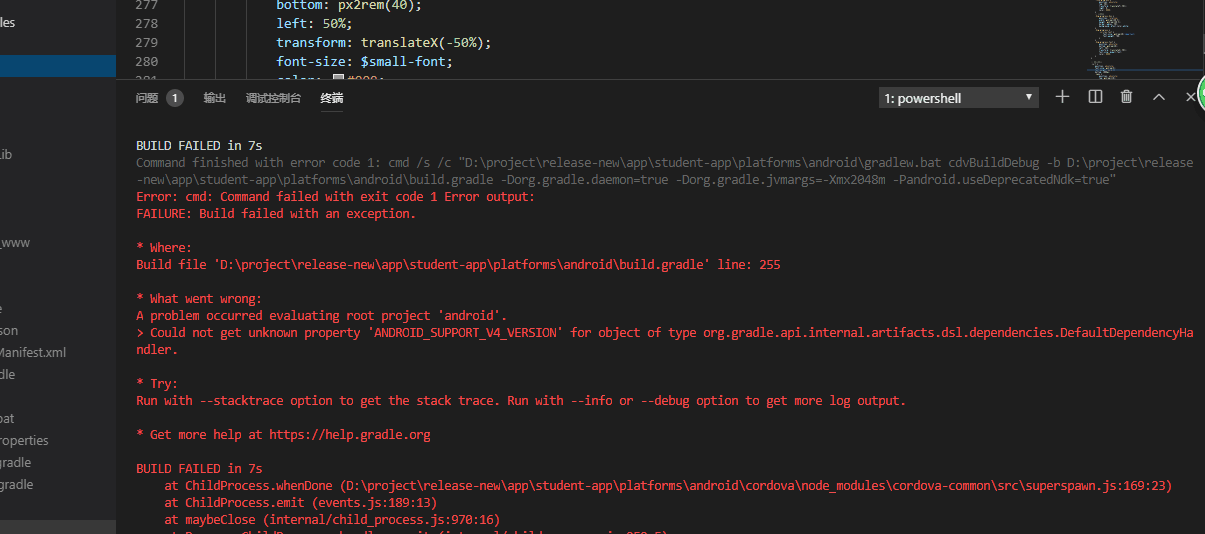 les
277 bottom: px2rem(40);
278 left: 50%;
279 transform: translateX(-50%);
280 font-size: $small-font;
问题 1 输出 调试控制台 终端 1: powershell
BUILD FAILED in 7s
Command finished with error code 1: cmd /s /c "D:\project\release-new\app\student-app\platforms\android\gradlew.bat cdvBuildDebug -b D:\project\release
-new\app\student-app\platforms\android\build.gradle -Dorg.gradle.daemon=true -Dorg.gradle.jvmargs=-Xmx2048m -Pandroid.useDeprecatedNdk=true"
Error: cmd: Command failed with exit code 1 Error output:
FAILURE: Build failed with an exception.
* Where:
Build file 'D:\project\release-new\app\student-app\platforms\android\build.gradle' line: 255
* What went wrong:
A problem occurred evaluating root project 'android'.
> Could not get unknown property 'ANDROID_SUPPORT_V4_VERSION' for object of type org.gradle.api.internal.artifacts.dsl.dependencies.DefaultDependencyHa
ndler.
* Try:
Run with --stacktrace option to get the stack trace. Run with --info or --debug option to get more log output.
* Get more help at https://help.gradle.org
BUILD FAILED in 7s
at ChildProcess.whenDone (D:\project\release-new\app\student-app\platforms\android\cordova\node_modules\cordova-common\src\superspawn.js:169:23)
at ChildProcess.emit (events.js:189:13)
at maybeClose (internal/child_process.js:970:16)
ib
_www
e
son
Manifest.xml
dle
bat
roperties
gradle
gradle